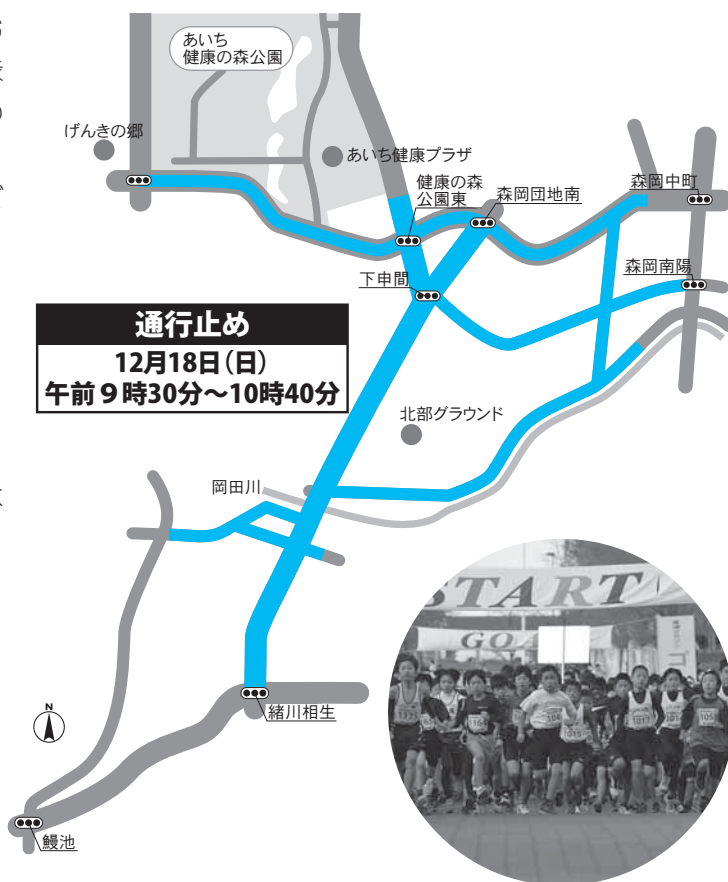 あいち
健康の森公園
げんきの郷
あいち健康プラザ
健康の森
公園東
森岡団地南
森岡中町
下申間
森岡南陽
通行止め
12月18日(日)
午前9時30分～10時40分
北部グラウンド
岡田川
緒川相生
N
鰻池
START
GO